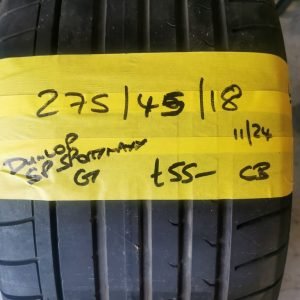 275/45/18
11/24
DUNLOP
SP SPORTMAXX
GT
£55- CB